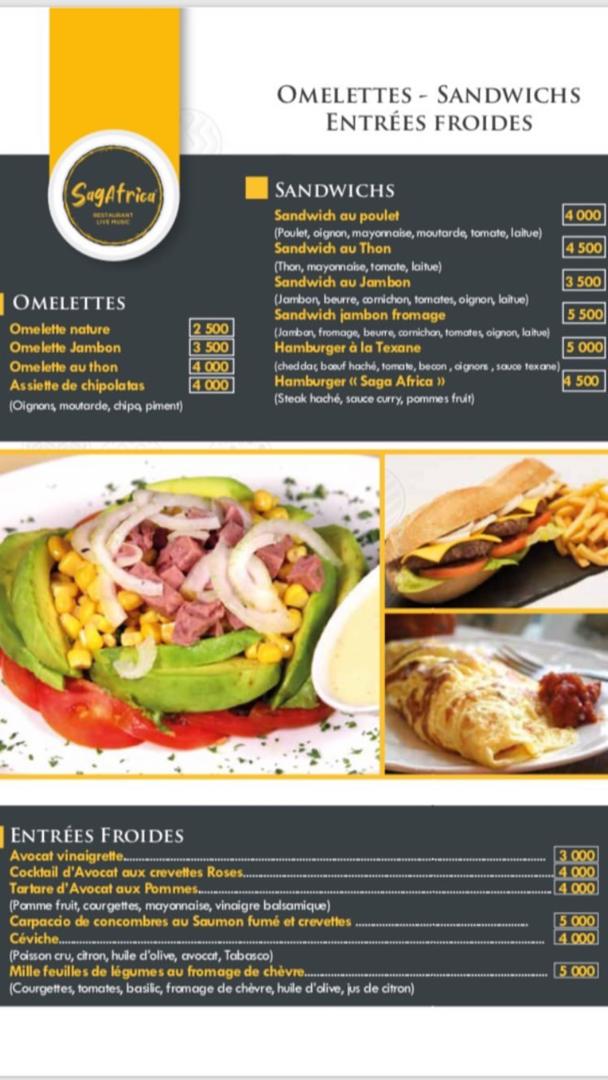 OMELETTES - SANDWICHS
ENTRÉES FROIDES
SagAfrica
RESTAURANT
LIVE MUSIC
SANDWICHS
Sandwich au poulet 4 000
(Poulet, oignon, mayonnaise, moutarde, tomate, laitue)
Sandwich au Thon 4 500
(Thon, mayonnaise, tomate, laitue)
Sandwich au Jambon 3 500
(Jambon, beurre, cornichon, tomates, oignon, laitue)
Sandwich jambon fromage 5 500
(Jambon, fromage, beurre, cornichon, tomates, oignon, laitue)
Hamburger à la Texane 5 000
(cheddar, bœuf haché, tomate, becon , oignons , sauce texane)
Hamburger « Saga Africa » 4 500
(Steak haché, sauce curry, pommes fruit)
OMELETTES
Omelette nature 2 500
Omelette Jambon 3 500
Omelette au thon 4 000
Assiette de chipolatas 4 000
(Oignons, moutarde, chipo, piment)
ENTRÉES FROIDES
Avocat vinaigrette 3 000
Cocktail d'Avocat aux crevettes Roses 4 000
Tartare d'Avocat aux Pommes 4 000
(Pomme fruit, courgettes, mayonnaise, vinaigre balsamique)
Carpaccio de concombres au Saumon fumé et crevettes 5 000
Céviche 4 000
(Poisson cru, citron, huile d'olive, avocat, Tabasco)
Mille feuilles de légumes au fromage de chèvre 5 000
(Courgettes, tomates, basilic, fromage de chèvre, huile d'olive, jus de citron)